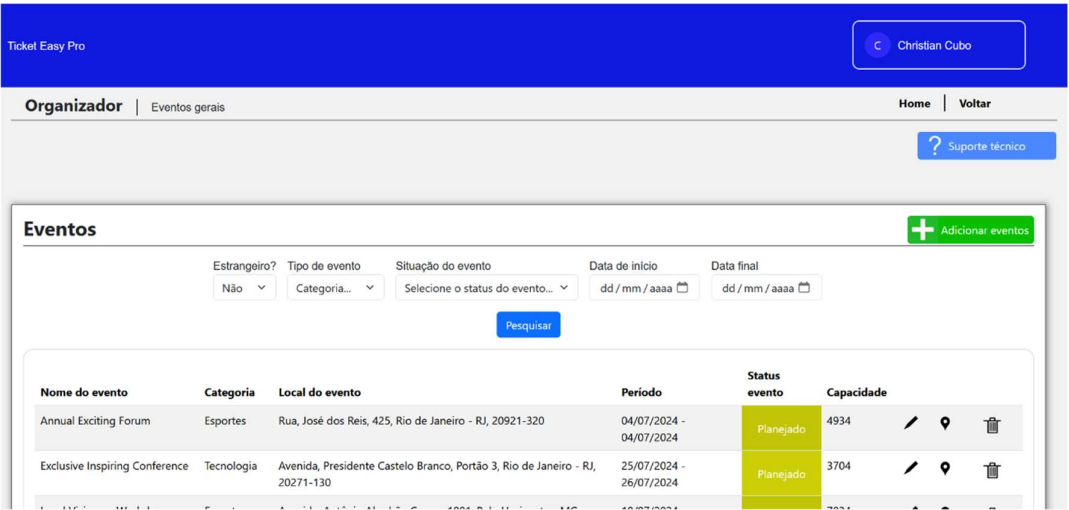 Ticket Easy Pro
C Christian Cubo
Organizador | Eventos gerais
Home | Voltar
? Suporte técnico
Eventos
Adicionar eventos
Estrangeiro? Tipo de evento Situação do evento Data de início Data final
Não Categoria... Selecione o status do evento... dd/mm/aaaa dd/mm/aaaa
Pesquisar
Nome do evento Categoria Local do evento Período Status evento Capacidade
Annual Exciting Forum Esportes Rua, José dos Reis, 425, Rio de Janeiro - RJ, 20921-320 04/07/2024 - Planejado 4934
04/07/2024
Exclusive Inspiring Conference Tecnologia Avenida, Presidente Castelo Branco, Portão 3, Rio de Janeiro - RJ, 25/07/2024 - Planejado 3704
20271-130 26/07/2024